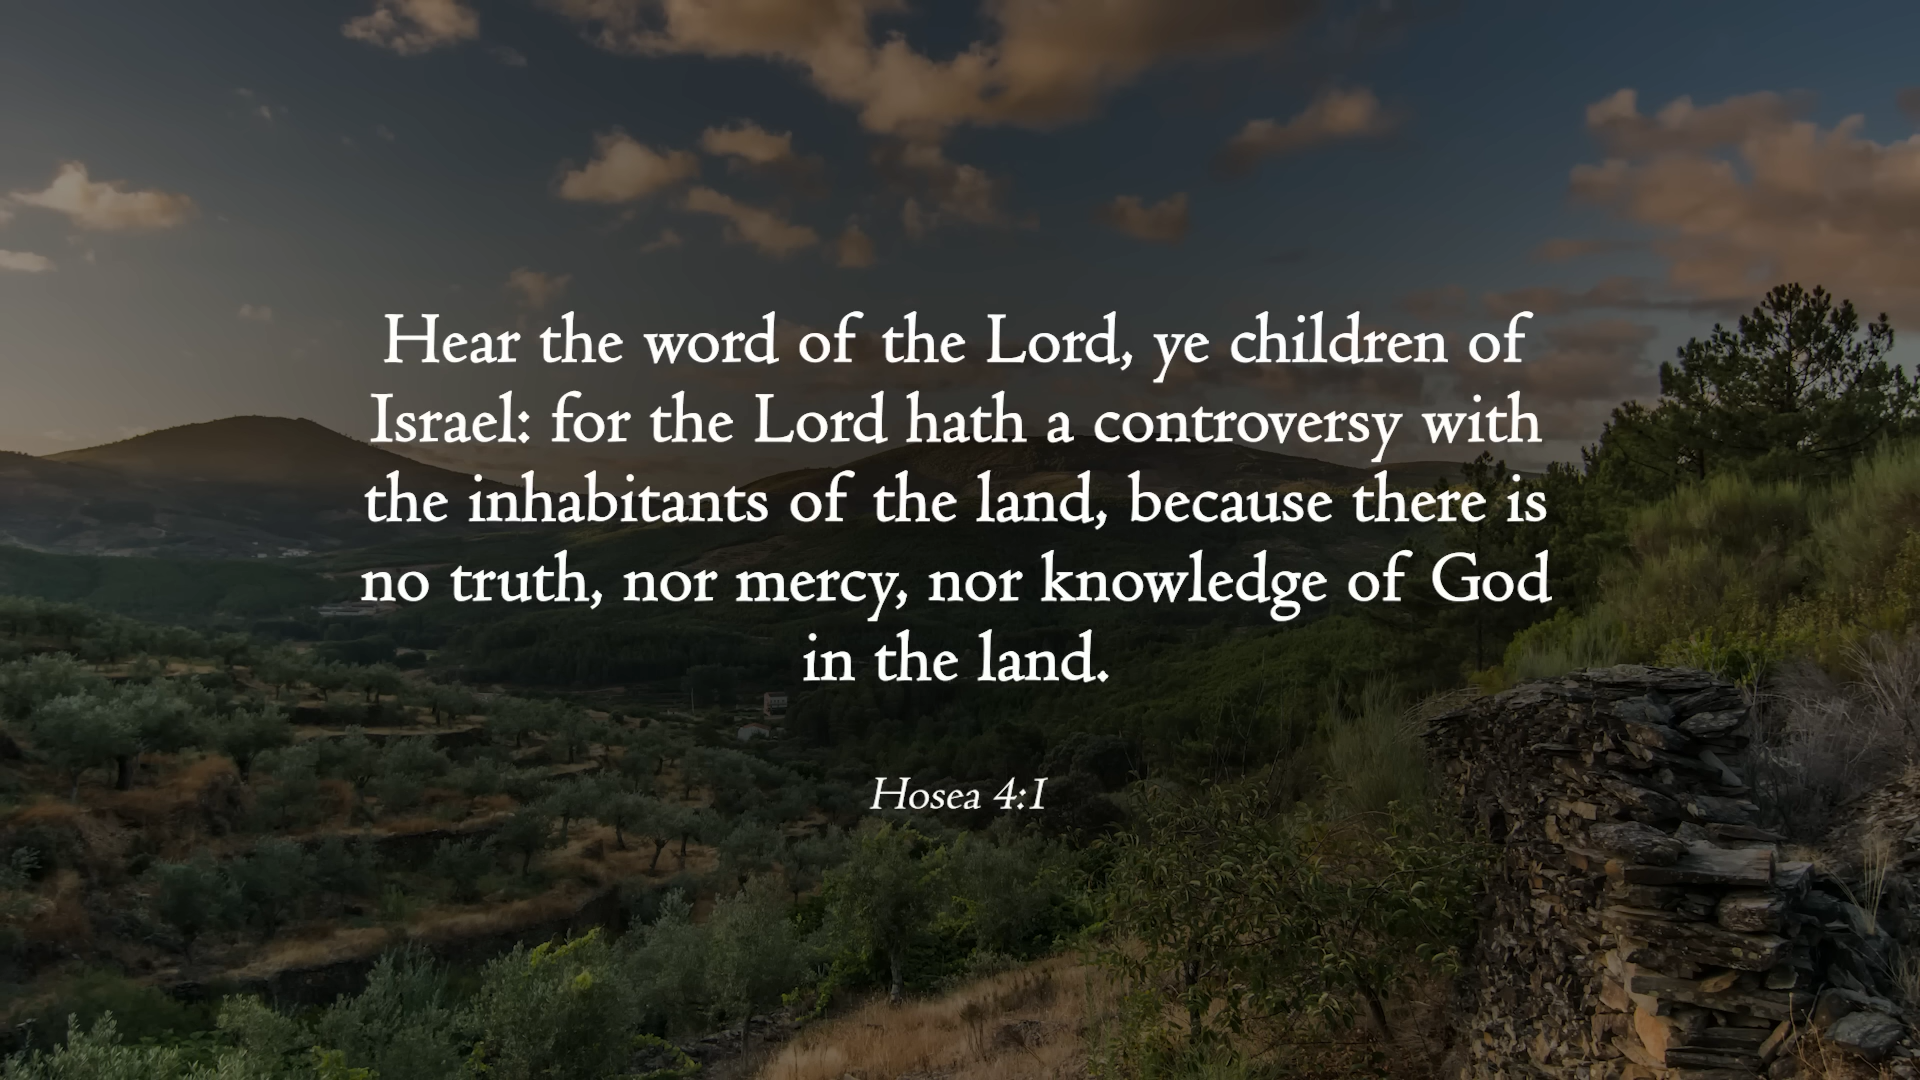 Hear the word of the Lord, ye children of
Israel: for the Lord hath a controversy with
the inhabitants of the land, because there is
no truth, nor mercy, nor knowledge of God
in the land.
Hosea 4:1